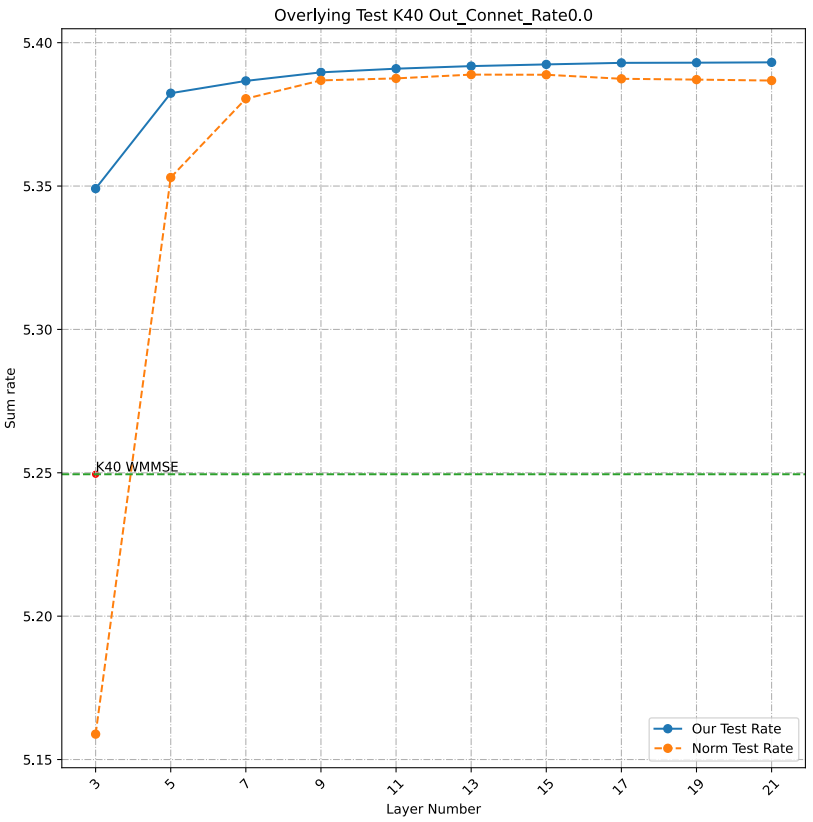 Overlying Test K40 Out_Connet_Rate0.0
5.40
5.35
5.30
5.25
5.20
5.15
Sum rate
K40 WMMSE
Our Test Rate
Norm Test Rate
3 5 7 9 11 13 15 17 19 21
Layer Number